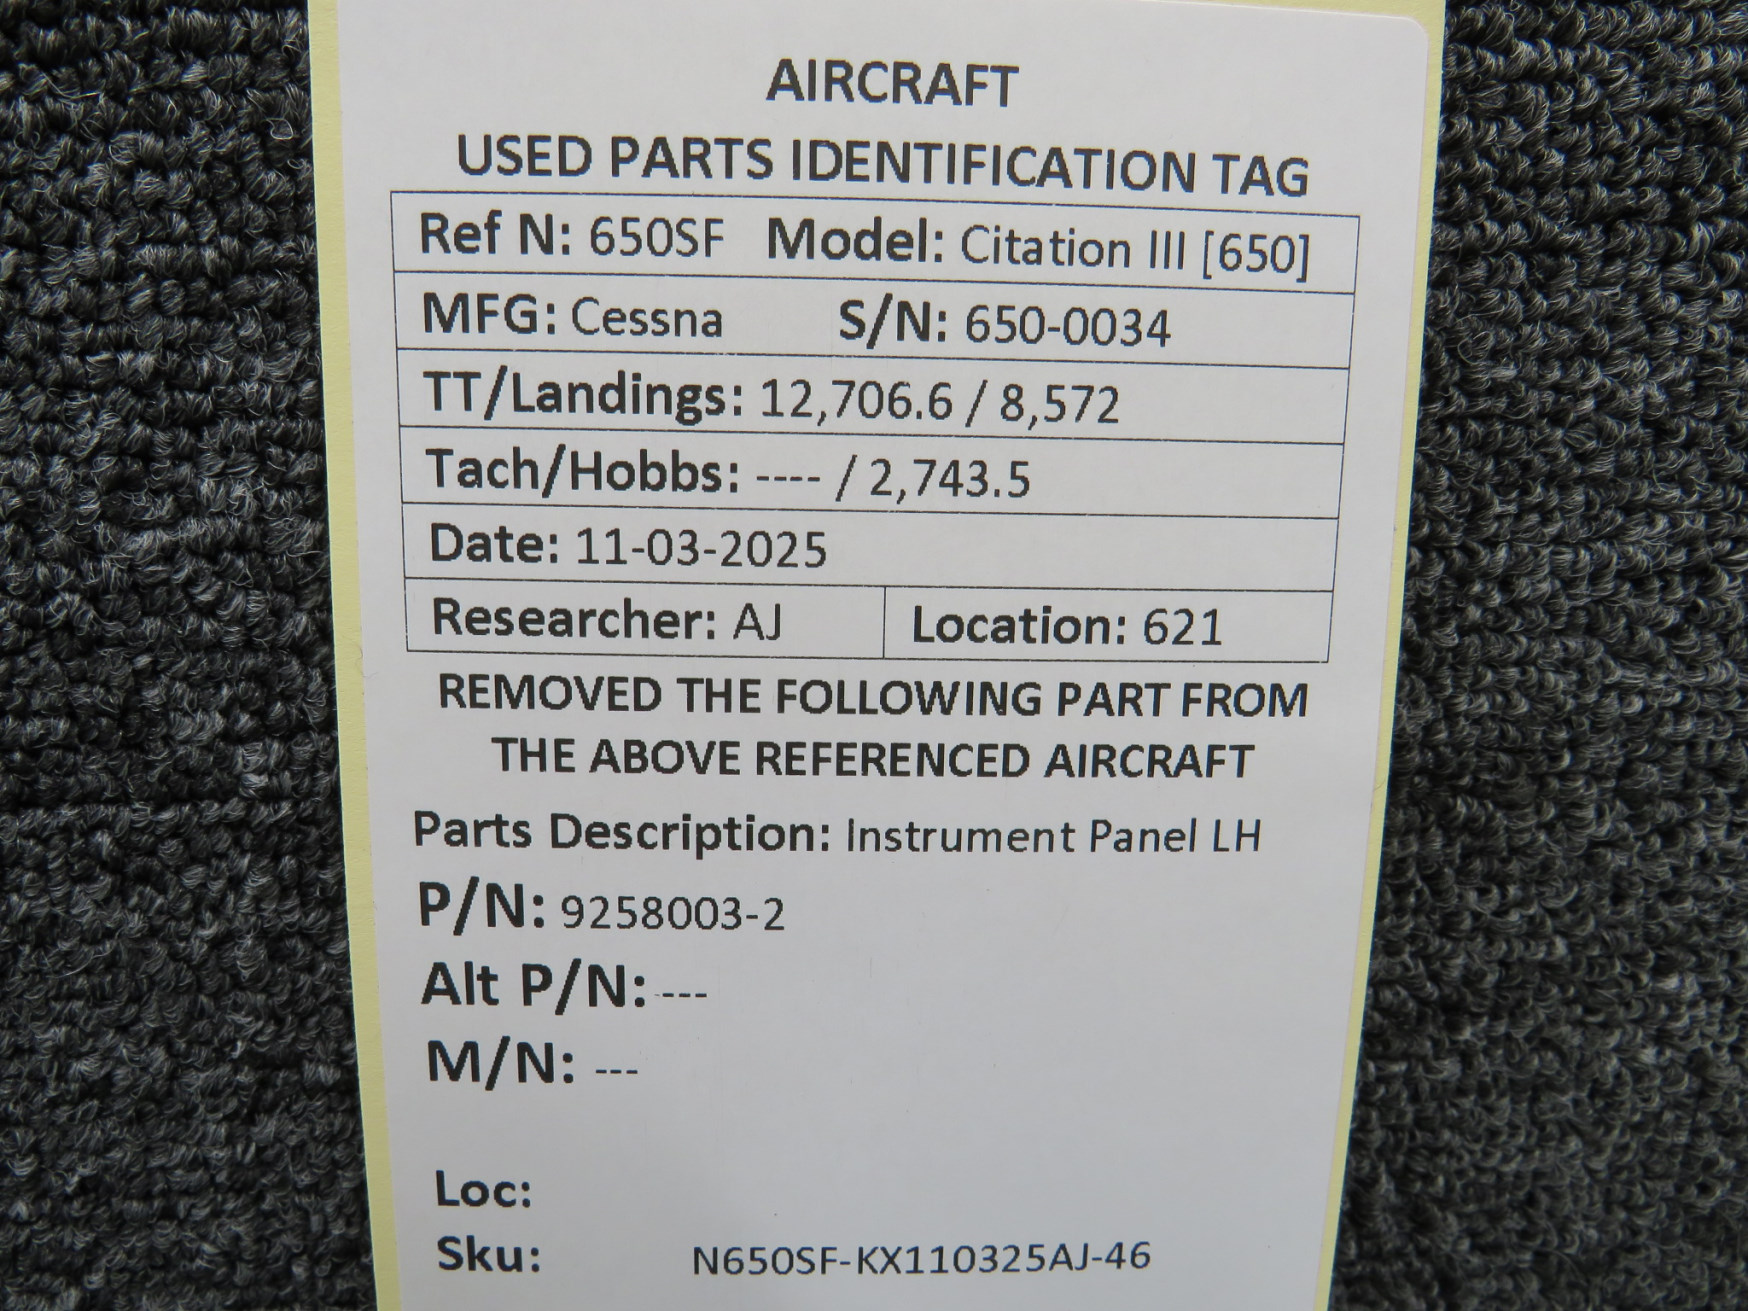 AIRCRAFT
USED PARTS IDENTIFICATION TAG
Ref N: 650SF Model: Citation III [650]
MFG: Cessna S/N: 650-0034
TT/Landings: 12,706.6 / 8,572
Tach/Hobbs: ---- / 2,743.5
Date: 11-03-2025
Researcher: AJ Location: 621
REMOVED THE FOLLOWING PART FROM
THE ABOVE REFERENCED AIRCRAFT
Parts Description: Instrument Panel LH
P/N: 9258003-2
Alt P/N: ---
M/N: ---
Loc:
Sku: N650SF-KX110325AJ-46